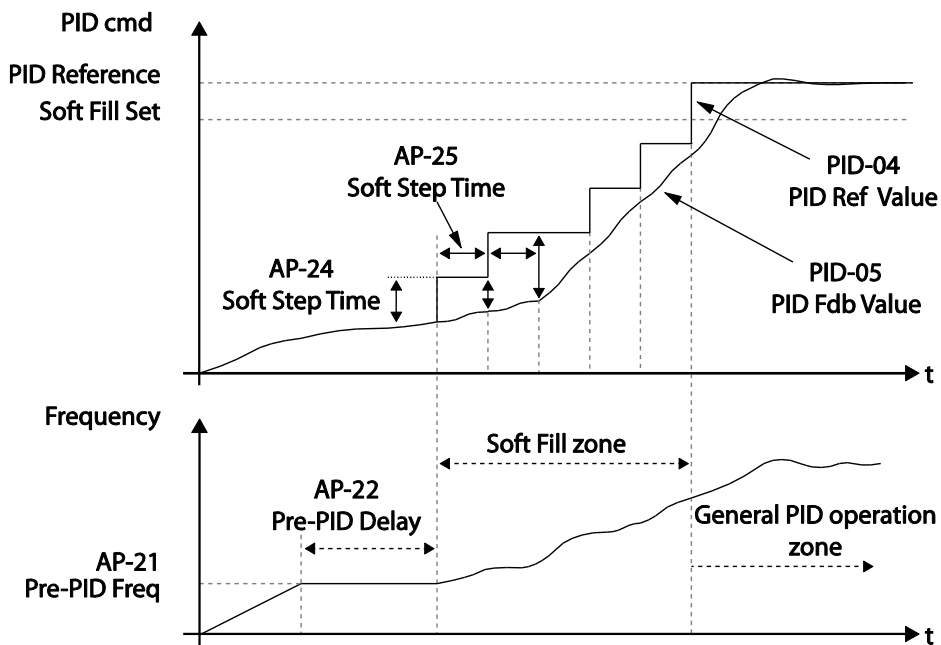 PID cmd
PID Reference
Soft Fill Set
AP-25
Soft Step Time
AP-24
Soft Step Time
PID-04
PID Ref Value
PID-05
PID Fdb Value
t
Frequency
Soft Fill zone
AP-22
Pre-PID Delay
General PID operation
zone
AP-21
Pre-PID Freq
t